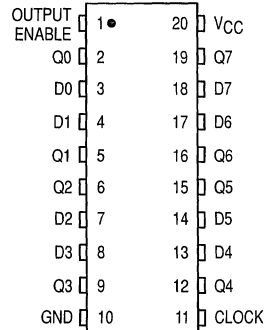 OUTPUT
ENABLE 1 20 VCC
Q0 2 19 Q7
D0 3 18 D7
D1 4 17 D6
Q1 5 16 Q6
Q2 6 15 Q5
D2 7 14 D5
D3 8 13 D4
Q3 9 12 Q4
GND 10 11 CLOCK